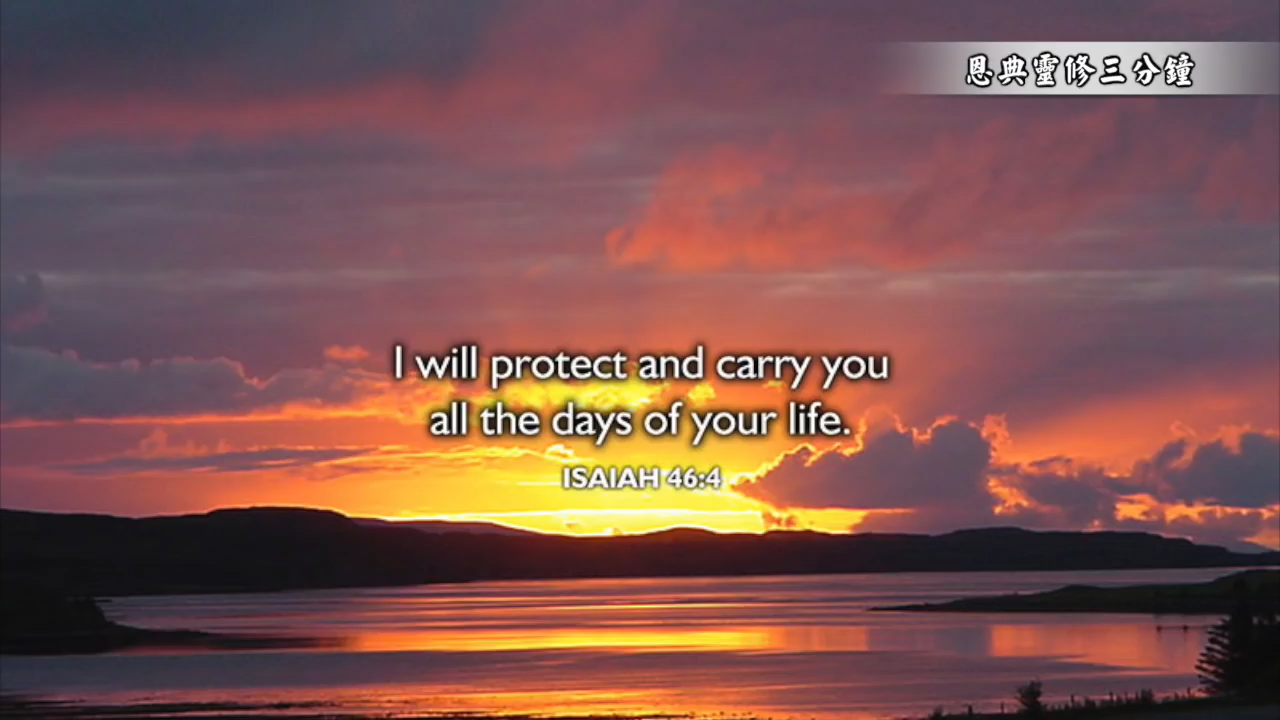 恩典靈修三分鐘
I will protect and carry you
all the days of your life.
ISAIAH 46:4